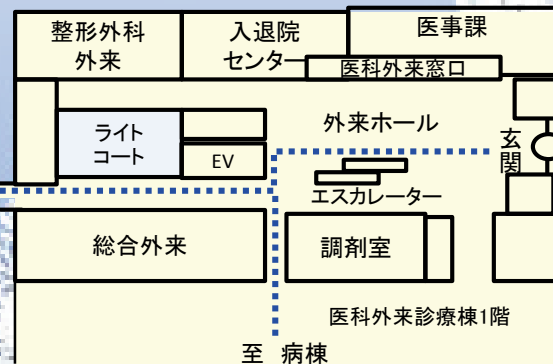 整形外科
外来
入退院
センター
医事課
医科外来窓口
外来ホール
玄
関
ライト
コート
EV
エスカレーター
総合外来
調剤室
医科外来診療棟1階
至 病棟